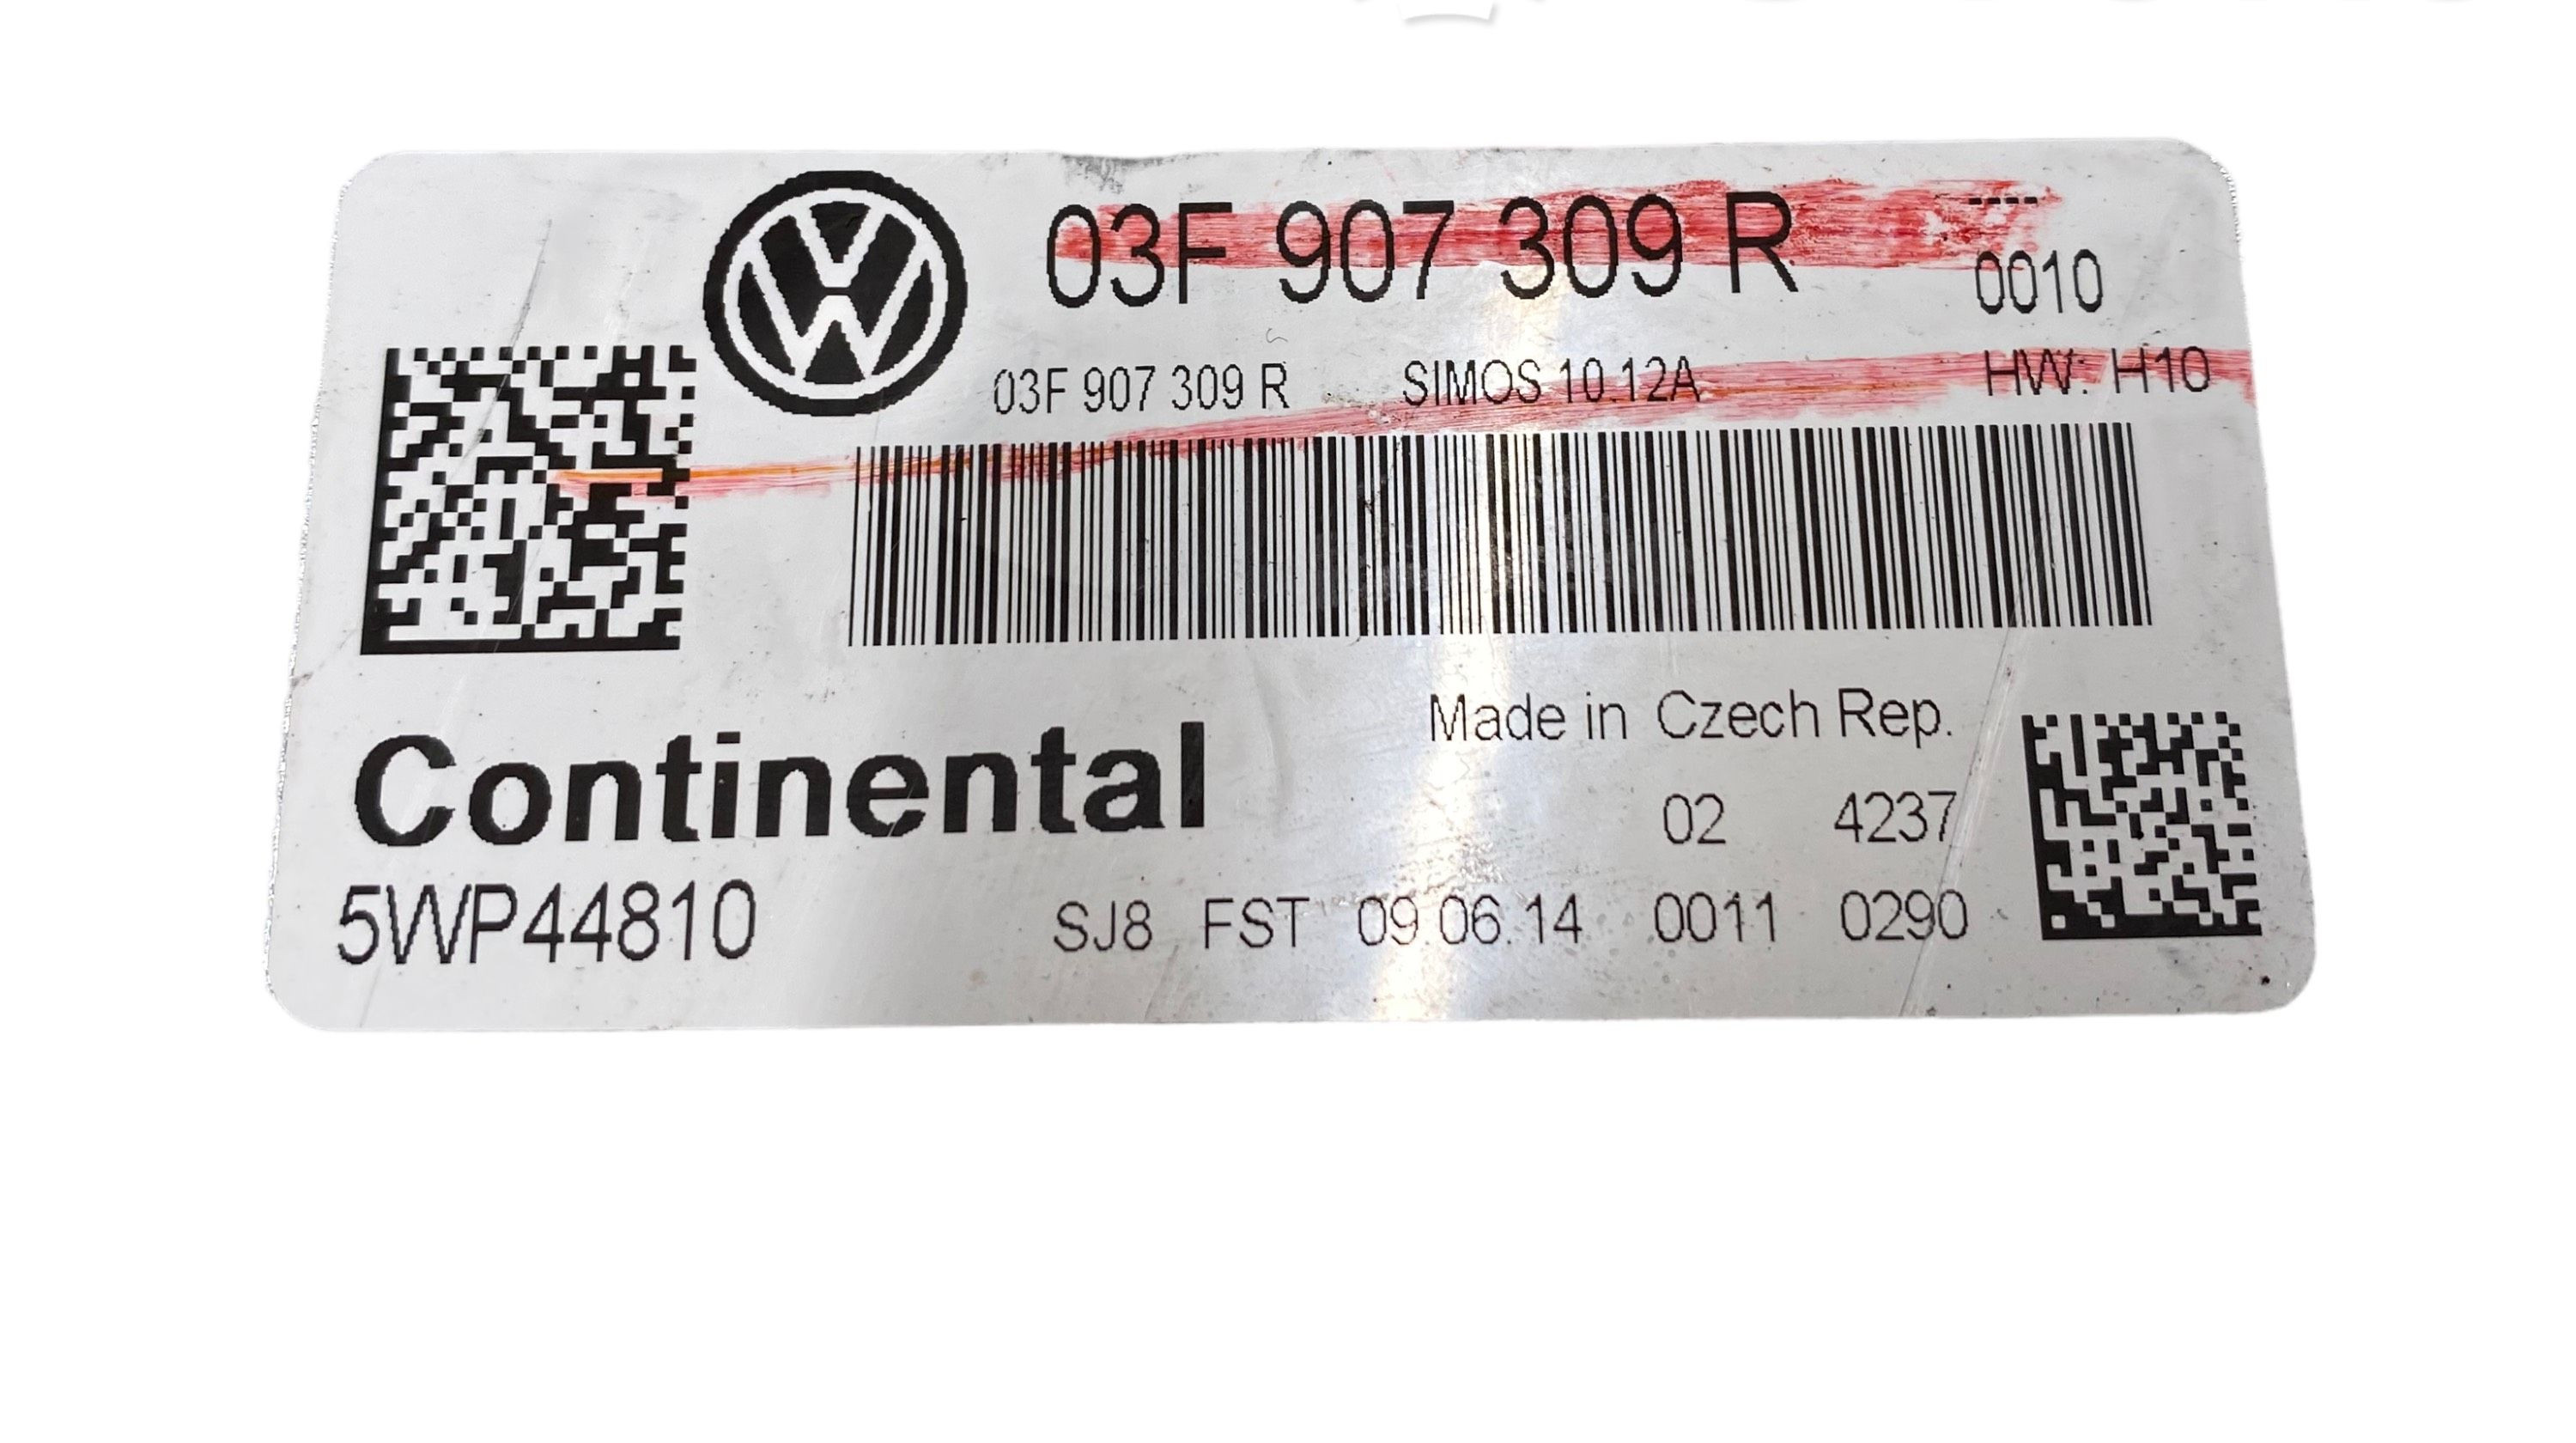 03F 907 309 R ----
0010
03F 907 309 R SIMOS 10.12A HW: H10
Made in Czech Rep.
Continental 02 4237
5WP44810 SJ8 FST 09.06.14 0011 0290